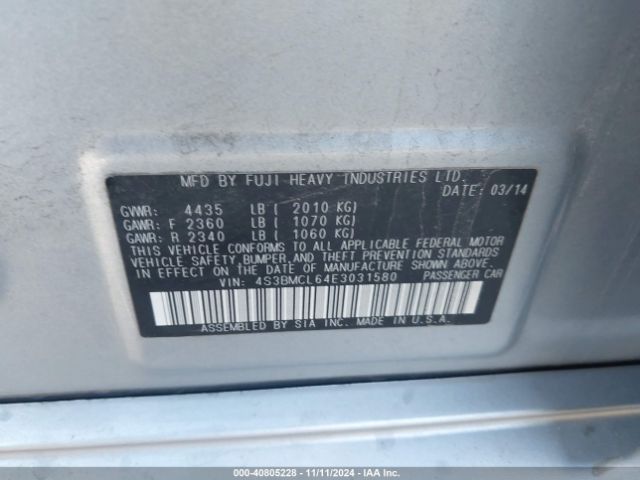 MFD BY FUJI HEAVY INDUSTRIES LTD.
DATE: 03/14
GVWR: 4435 LB ( 2010 KG)
GAWR: F 2360 LB ( 1070 KG)
GAWR: R 2340 LB ( 1060 KG)
THIS VEHICLE CONFORMS TO ALL APPLICABLE FEDERAL MOTOR
VEHICLE SAFETY, BUMPER, AND THEFT PREVENTION STANDARDS
IN EFFECT ON THE DATE OF MANUFACTURE SHOWN ABOVE.
VIN: 4S3BMCL64E3031580 PASSENGER CAR
ASSEMBLED BY SIA INC. MADE IN U.S.A.
000-40805228 - 11/11/2024 - IAA Inc.